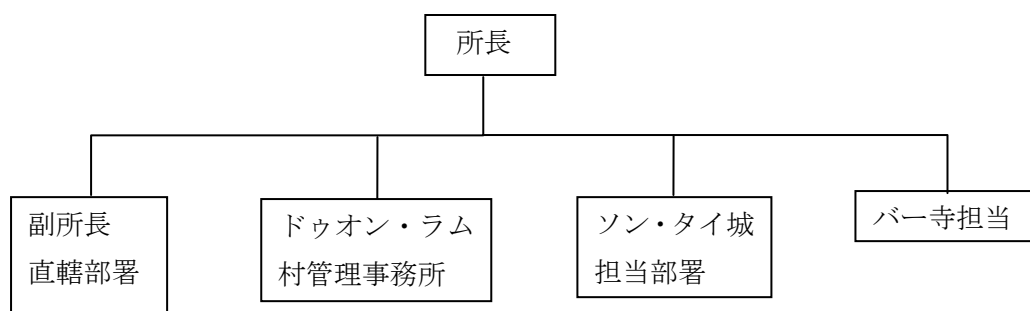 所長
副所長
直轄部署
ドゥオン・ラム
村管理事務所
ソン・タイ城
担当部署
バー寺担当